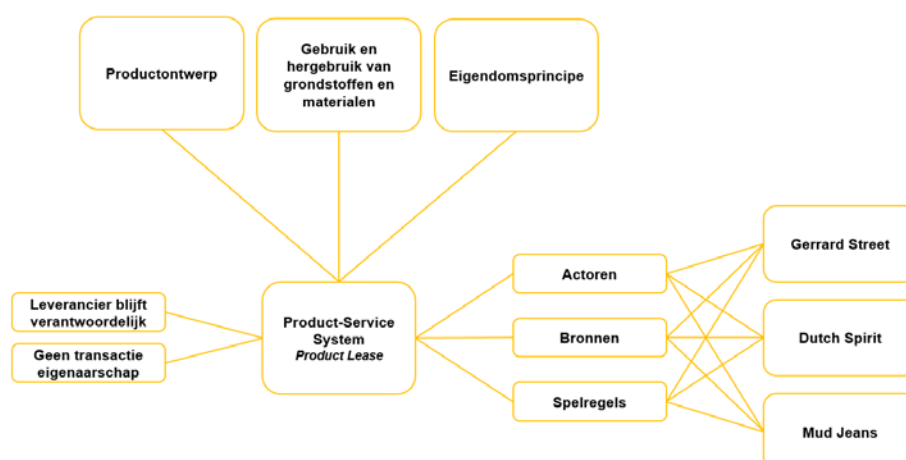 Productontwerp
Gebruik en
hergebruik van
grondstoffen en
materialen
Eigendomsprincipe
Leverancier blijft
verantwoordelijk
Geen transactie
eigenaarschap
Product-Service
System
Product Lease
Actoren
Bronnen
Spelregels
Gerrard Street
Dutch Spirit
Mud Jeans